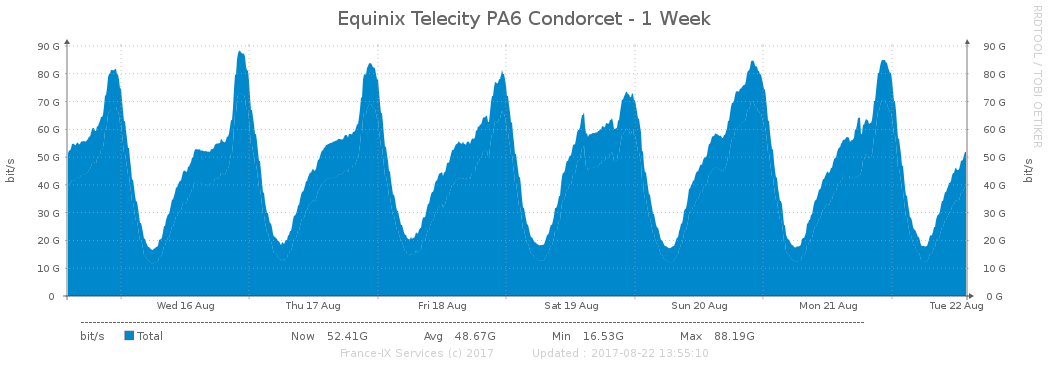 Equinix Telecity PA6 Condorcet - 1 Week
RRDTOOL / TOBI OETIKER
90 G 90 G
80 G 80 G
70 G 70 G
60 G 60 G
50 G 50 G
40 G 40 G
30 G 30 G
20 G 20 G
10 G 10 G
0 0 G
bit/s
bit/s
Wed 16 Aug Thu 17 Aug Fri 18 Aug Sat 19 Aug Sun 20 Aug Mon 21 Aug Tue 22 Aug
bit/s Total Now 52.41G Avg 48.67G Min 16.53G Max 88.19G
France-IX Services (c) 2017 Updated : 2017-08-22 13:55:10